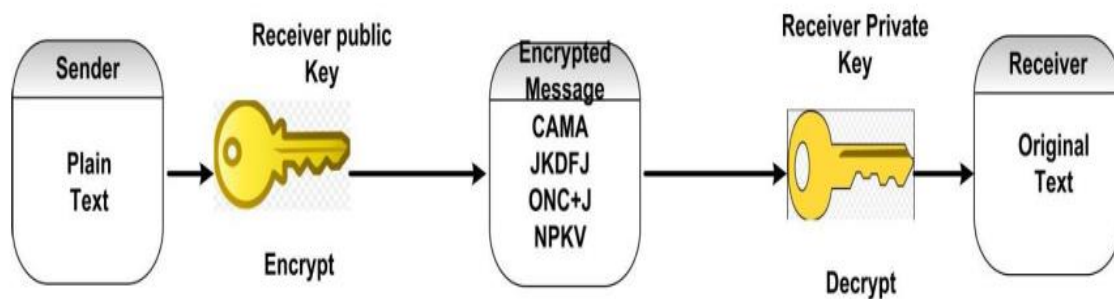 Sender
Plain
Text
Receiver public
Key
Encrypt
Encrypted
Message
CAMA
JKDFJ
ONC+J
NPKV
Receiver Private
Key
Decrypt
Receiver
Original
Text